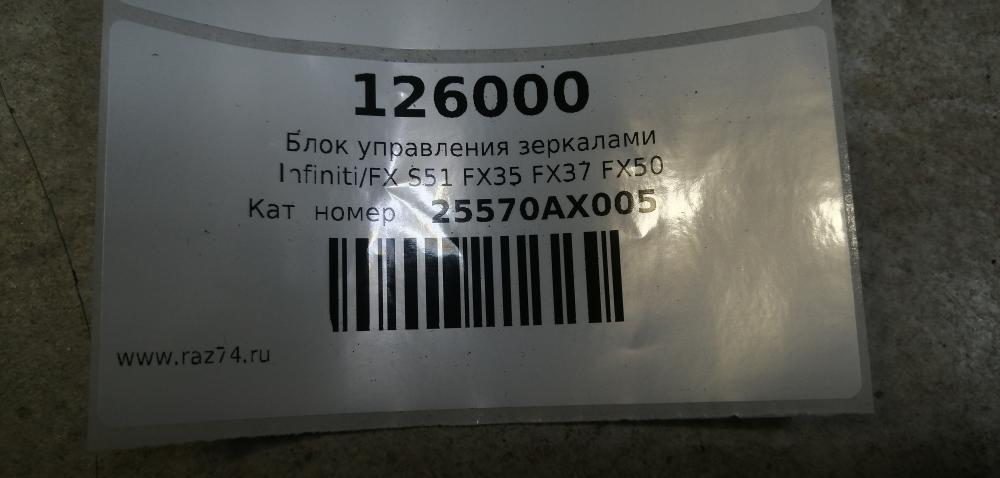 126000
Блок управления зеркалами
Infiniti/FX S51 FX35 FX37 FX50
Кат номер 25570AX005
www.raz74.ru